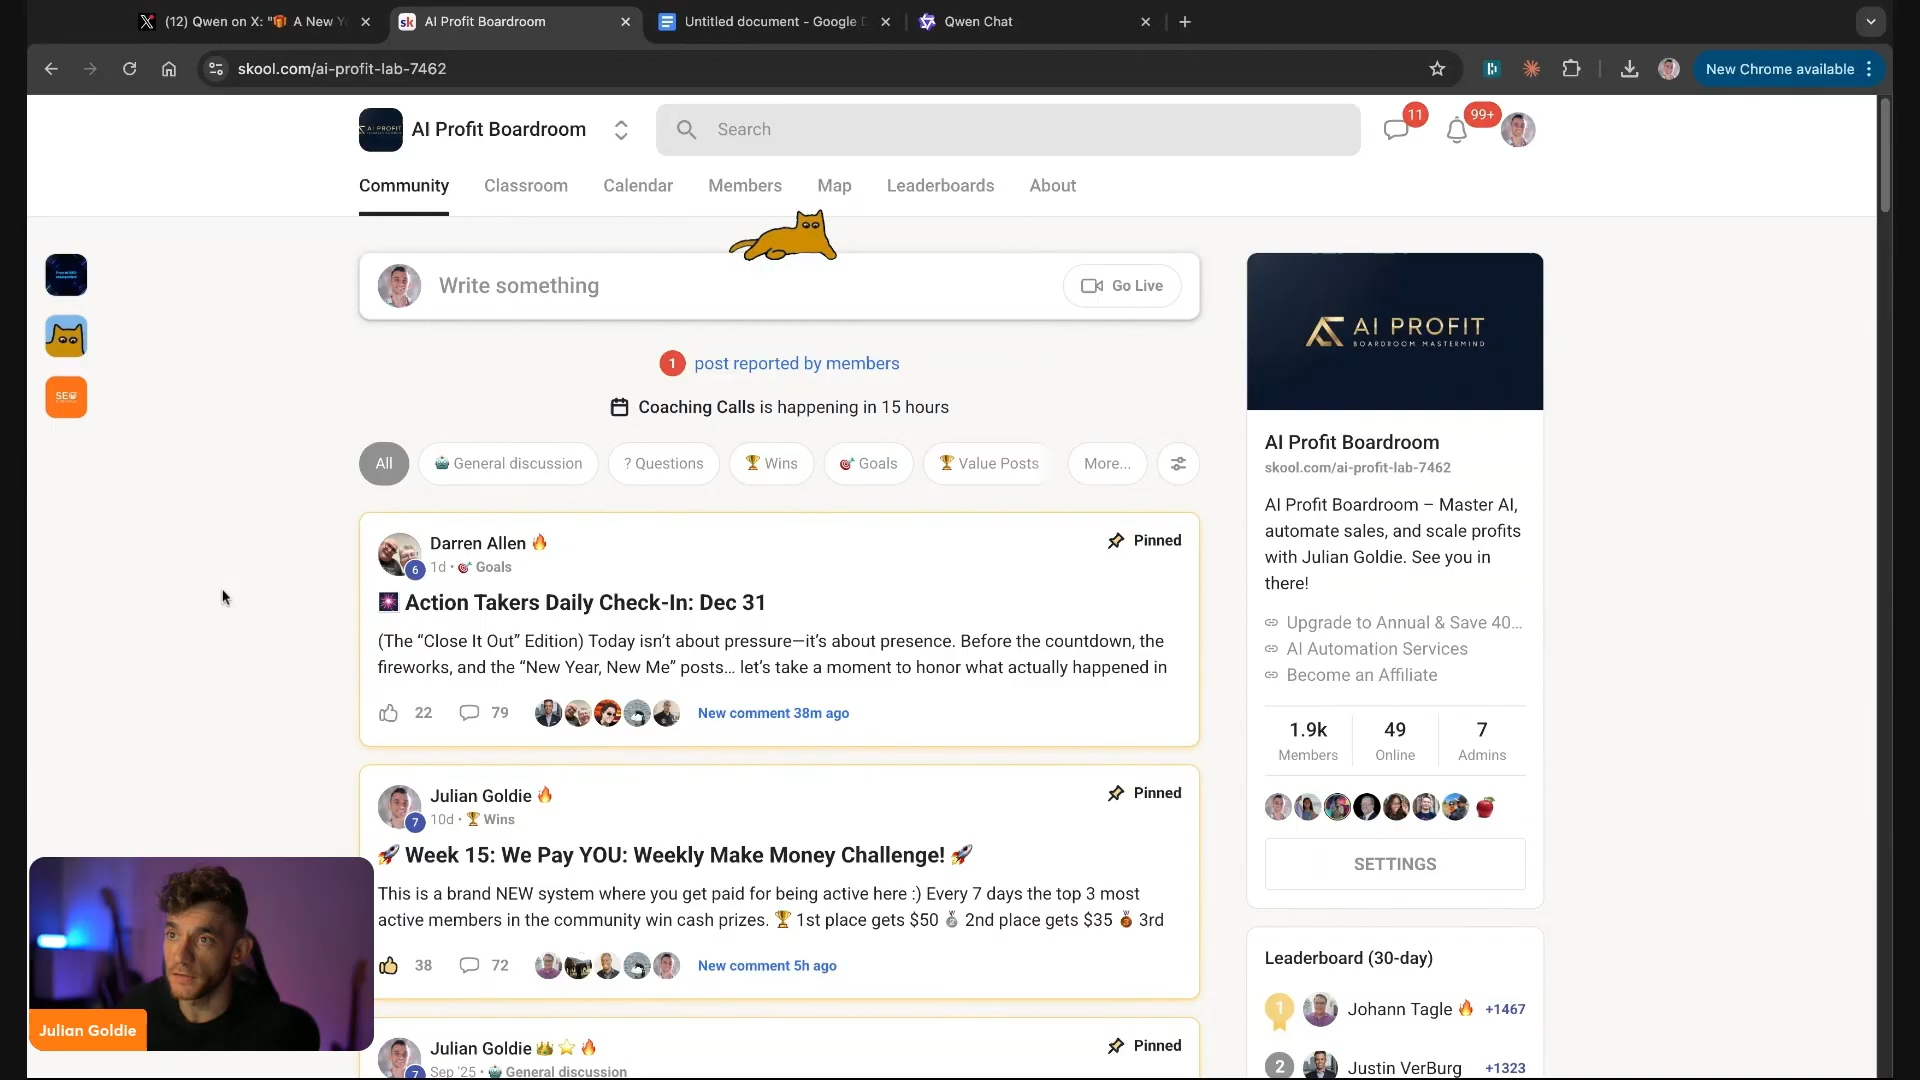 (12) Qwen on X: "🎁 A New Y
sk
AI Profit Boardroom
Untitled document - Google D
Qwen Chat
skool.com/ai-profit-lab-7462
New Chrome available
AI PROFIT
AI Profit Boardroom
Search
11
99+
Community
Classroom
Calendar
Members
Map
Leaderboards
About
Write something
Go Live
1 post reported by members
Coaching Calls is happening in 15 hours
All
General discussion
? Questions
Wins
Goals
Value Posts
More...
Darren Allen 🔥
6
1d • 🎯 Goals
Pinned
🎆 Action Takers Daily Check-In: Dec 31
(The “Close It Out” Edition) Today isn’t about pressure—it’s about presence. Before the countdown, the
fireworks, and the “New Year, New Me” posts… let’s take a moment to honor what actually happened in
22
79
New comment 38m ago
Julian Goldie 🔥
7
10d • 🏆 Wins
Pinned
🚀 Week 15: We Pay YOU: Weekly Make Money Challenge! 🚀
This is a brand NEW system where you get paid for being active here :) Every 7 days the top 3 most
active members in the community win cash prizes. 🏆 1st place gets $50 🥈 2nd place gets $35 🥉 3rd
38
72
New comment 5h ago
Julian Goldie 👑 ⭐ 🔥
7
Sep '25 • General discussion
Pinned
SEO
AI PROFIT
BOARDROOM MASTERMIND
AI Profit Boardroom
skool.com/ai-profit-lab-7462
AI Profit Boardroom – Master AI,
automate sales, and scale profits
with Julian Goldie. See you in
there!
Upgrade to Annual & Save 40...
AI Automation Services
Become an Affiliate
1.9k
Members
49
Online
7
Admins
SETTINGS
Leaderboard (30-day)
1
Johann Tagle 🔥
+1467
2
Justin VerBurg
+1323
Julian Goldie